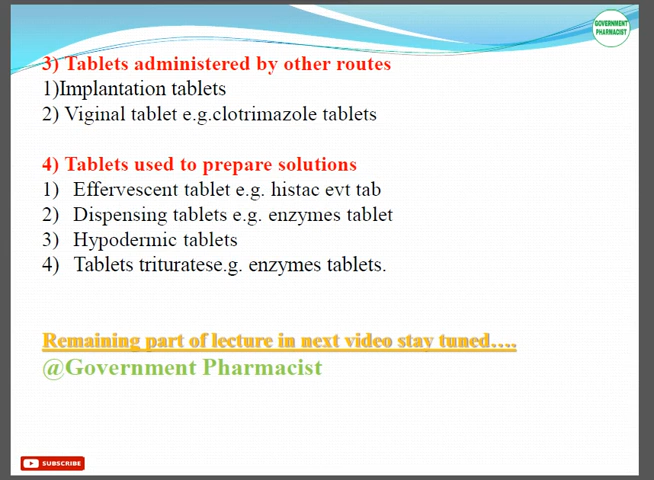 GOVERNMENT
PHARMACIST
3) Tablets administered by other routes
1)Implantation tablets
2) Viginal tablet e.g.clotrimazole tablets
4) Tablets used to prepare solutions
1) Effervescent tablet e.g. histac evt tab
2) Dispensing tablets e.g. enzymes tablet
3) Hypodermic tablets
4) Tablets trituratese.g. enzymes tablets.
Remaining part of lecture in next video stay tuned….
@Government Pharmacist
SUBSCRIBE